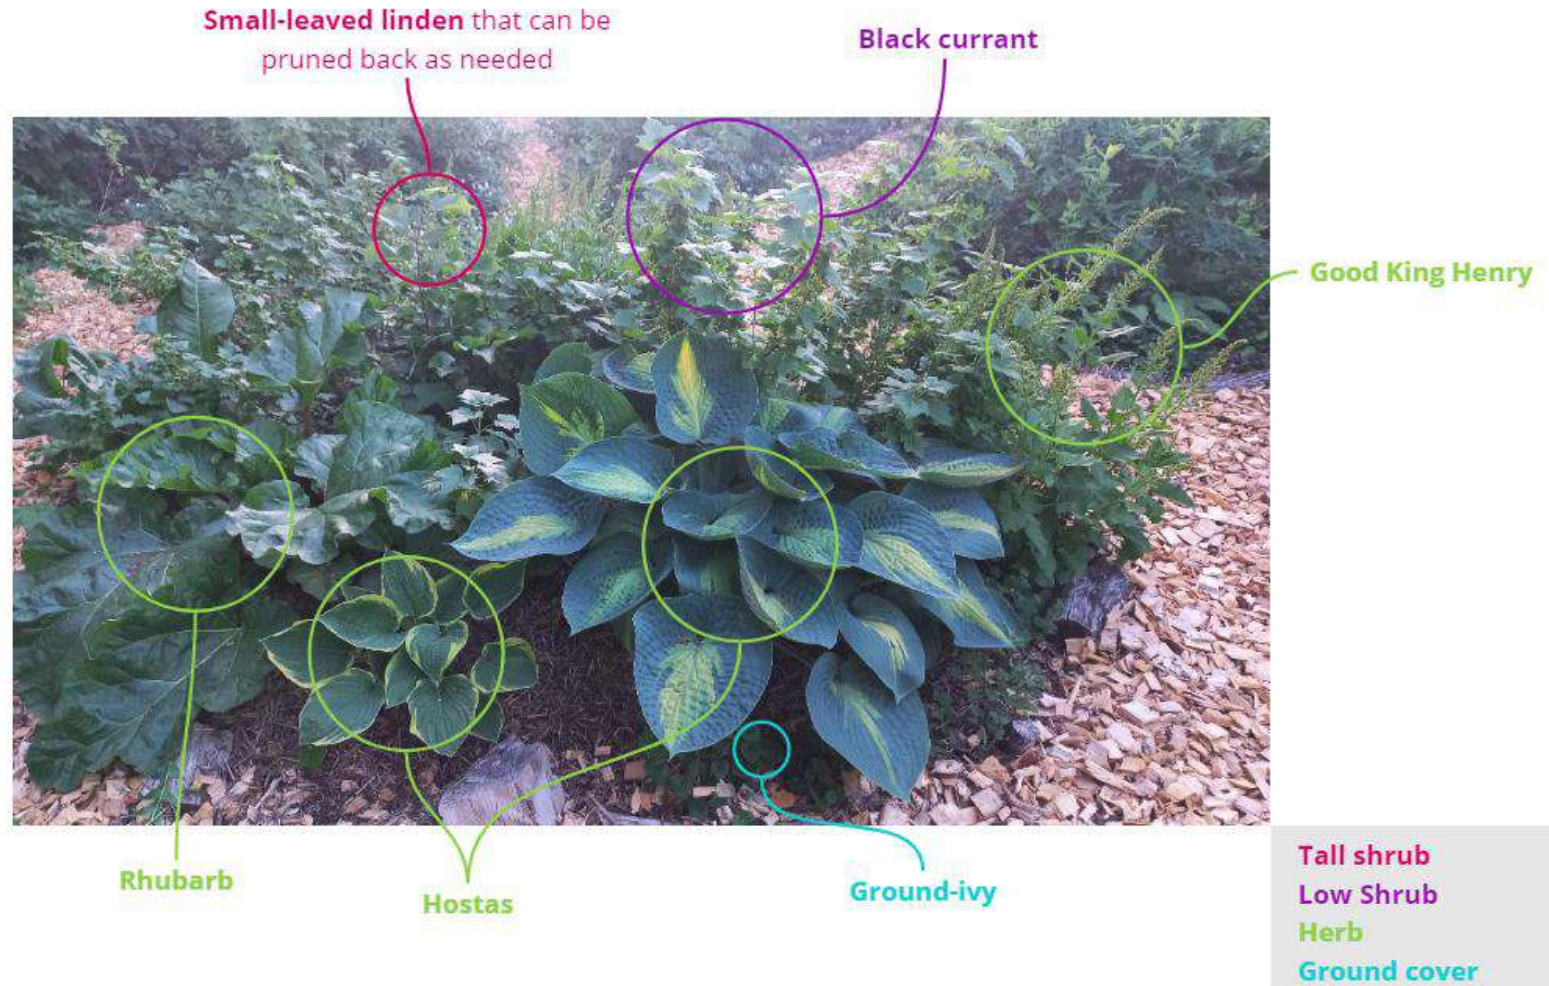 Small-leaved linden that can be
pruned back as needed
Black currant
Good King Henry
Rhubarb
Hostas
Ground-ivy
Tall shrub
Low Shrub
Herb
Ground cover